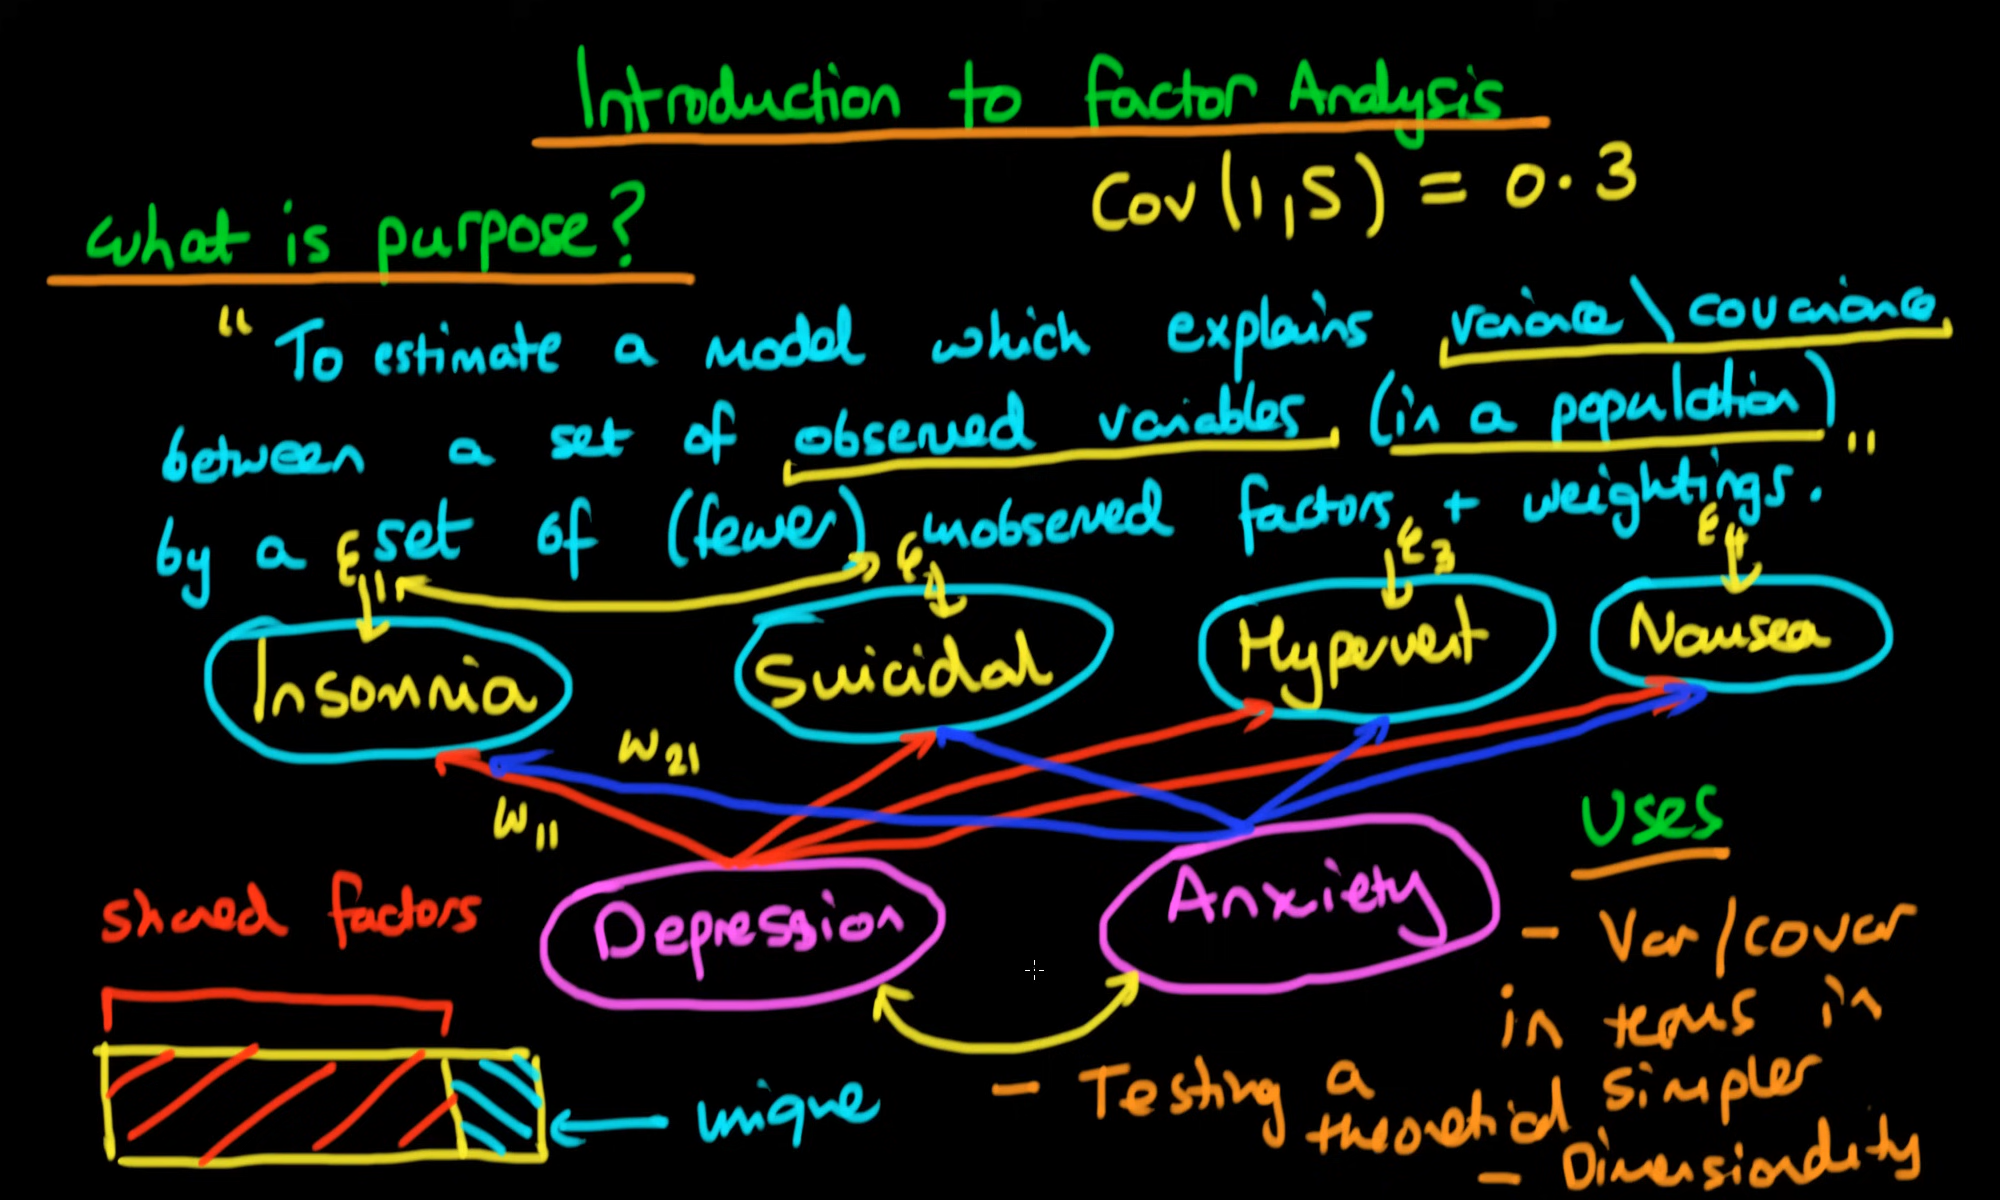 Introduction to factor Analysis
Cov(I,S) = 0.3
What is purpose?
" To estimate a model which explains variance\covariance
between a set of observed variables (in a population) "
by a set of (fewer) unobserved factors + weightings.
ε1 ε2 ε3 ε4
Insomnia Suicidal Hypervent Nausea
w21
w11
Uses
shared factors
Depression Anxiety
- Var/covar
in terms in
simpler
unique
- Testing a
theoretical
- Dimensionality